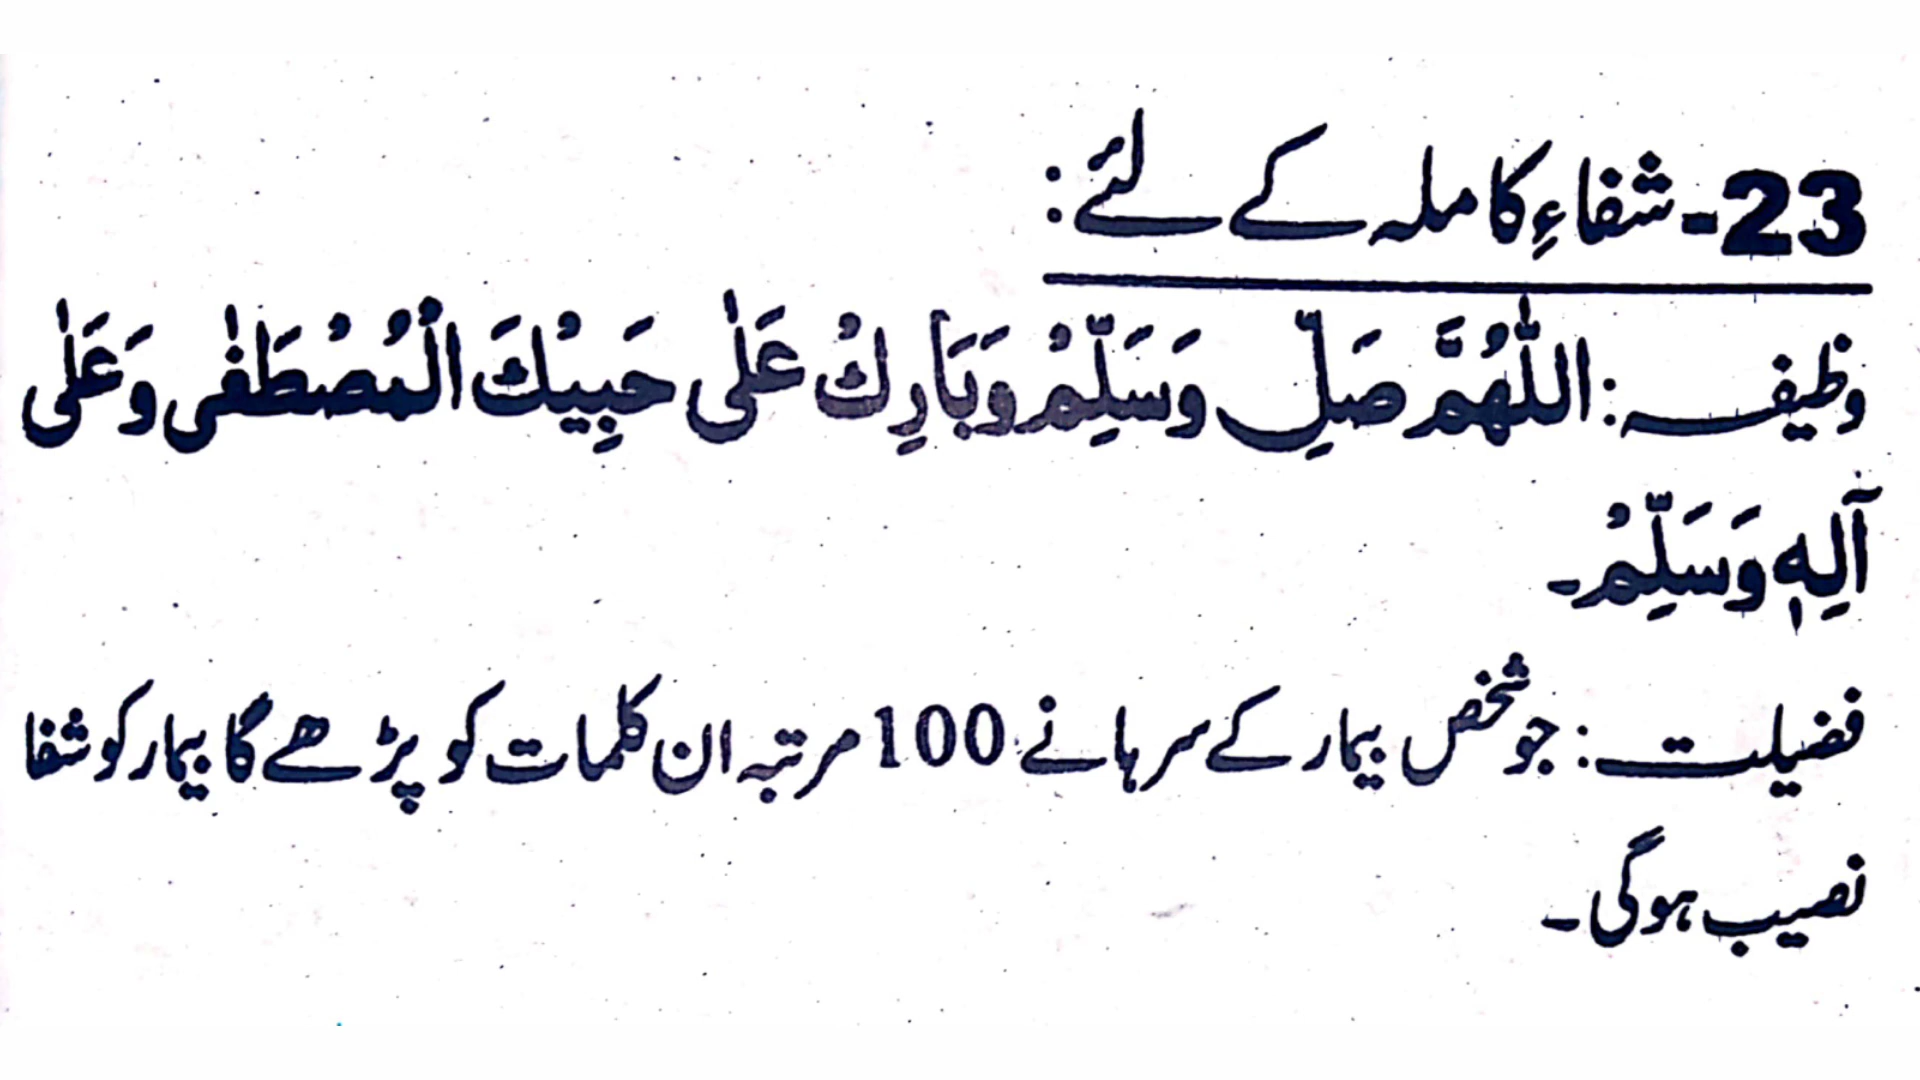 23- شفاءِ کاملہ کے لئے:
وظیفہ: اَللّٰهُمَّ صَلِّ وَسَلِّمْ وَبَارِكْ عَلٰى حَبِيْبِكَ الْمُصْطَفٰى وَعَلٰى
آلِهٖ وَسَلِّمْ۔
فضیلت: جو شخص بیمار کے سرہانے 100 مرتبہ ان کلمات کو پڑھے گا بیمار کو شفا
نصیب ہوگی۔